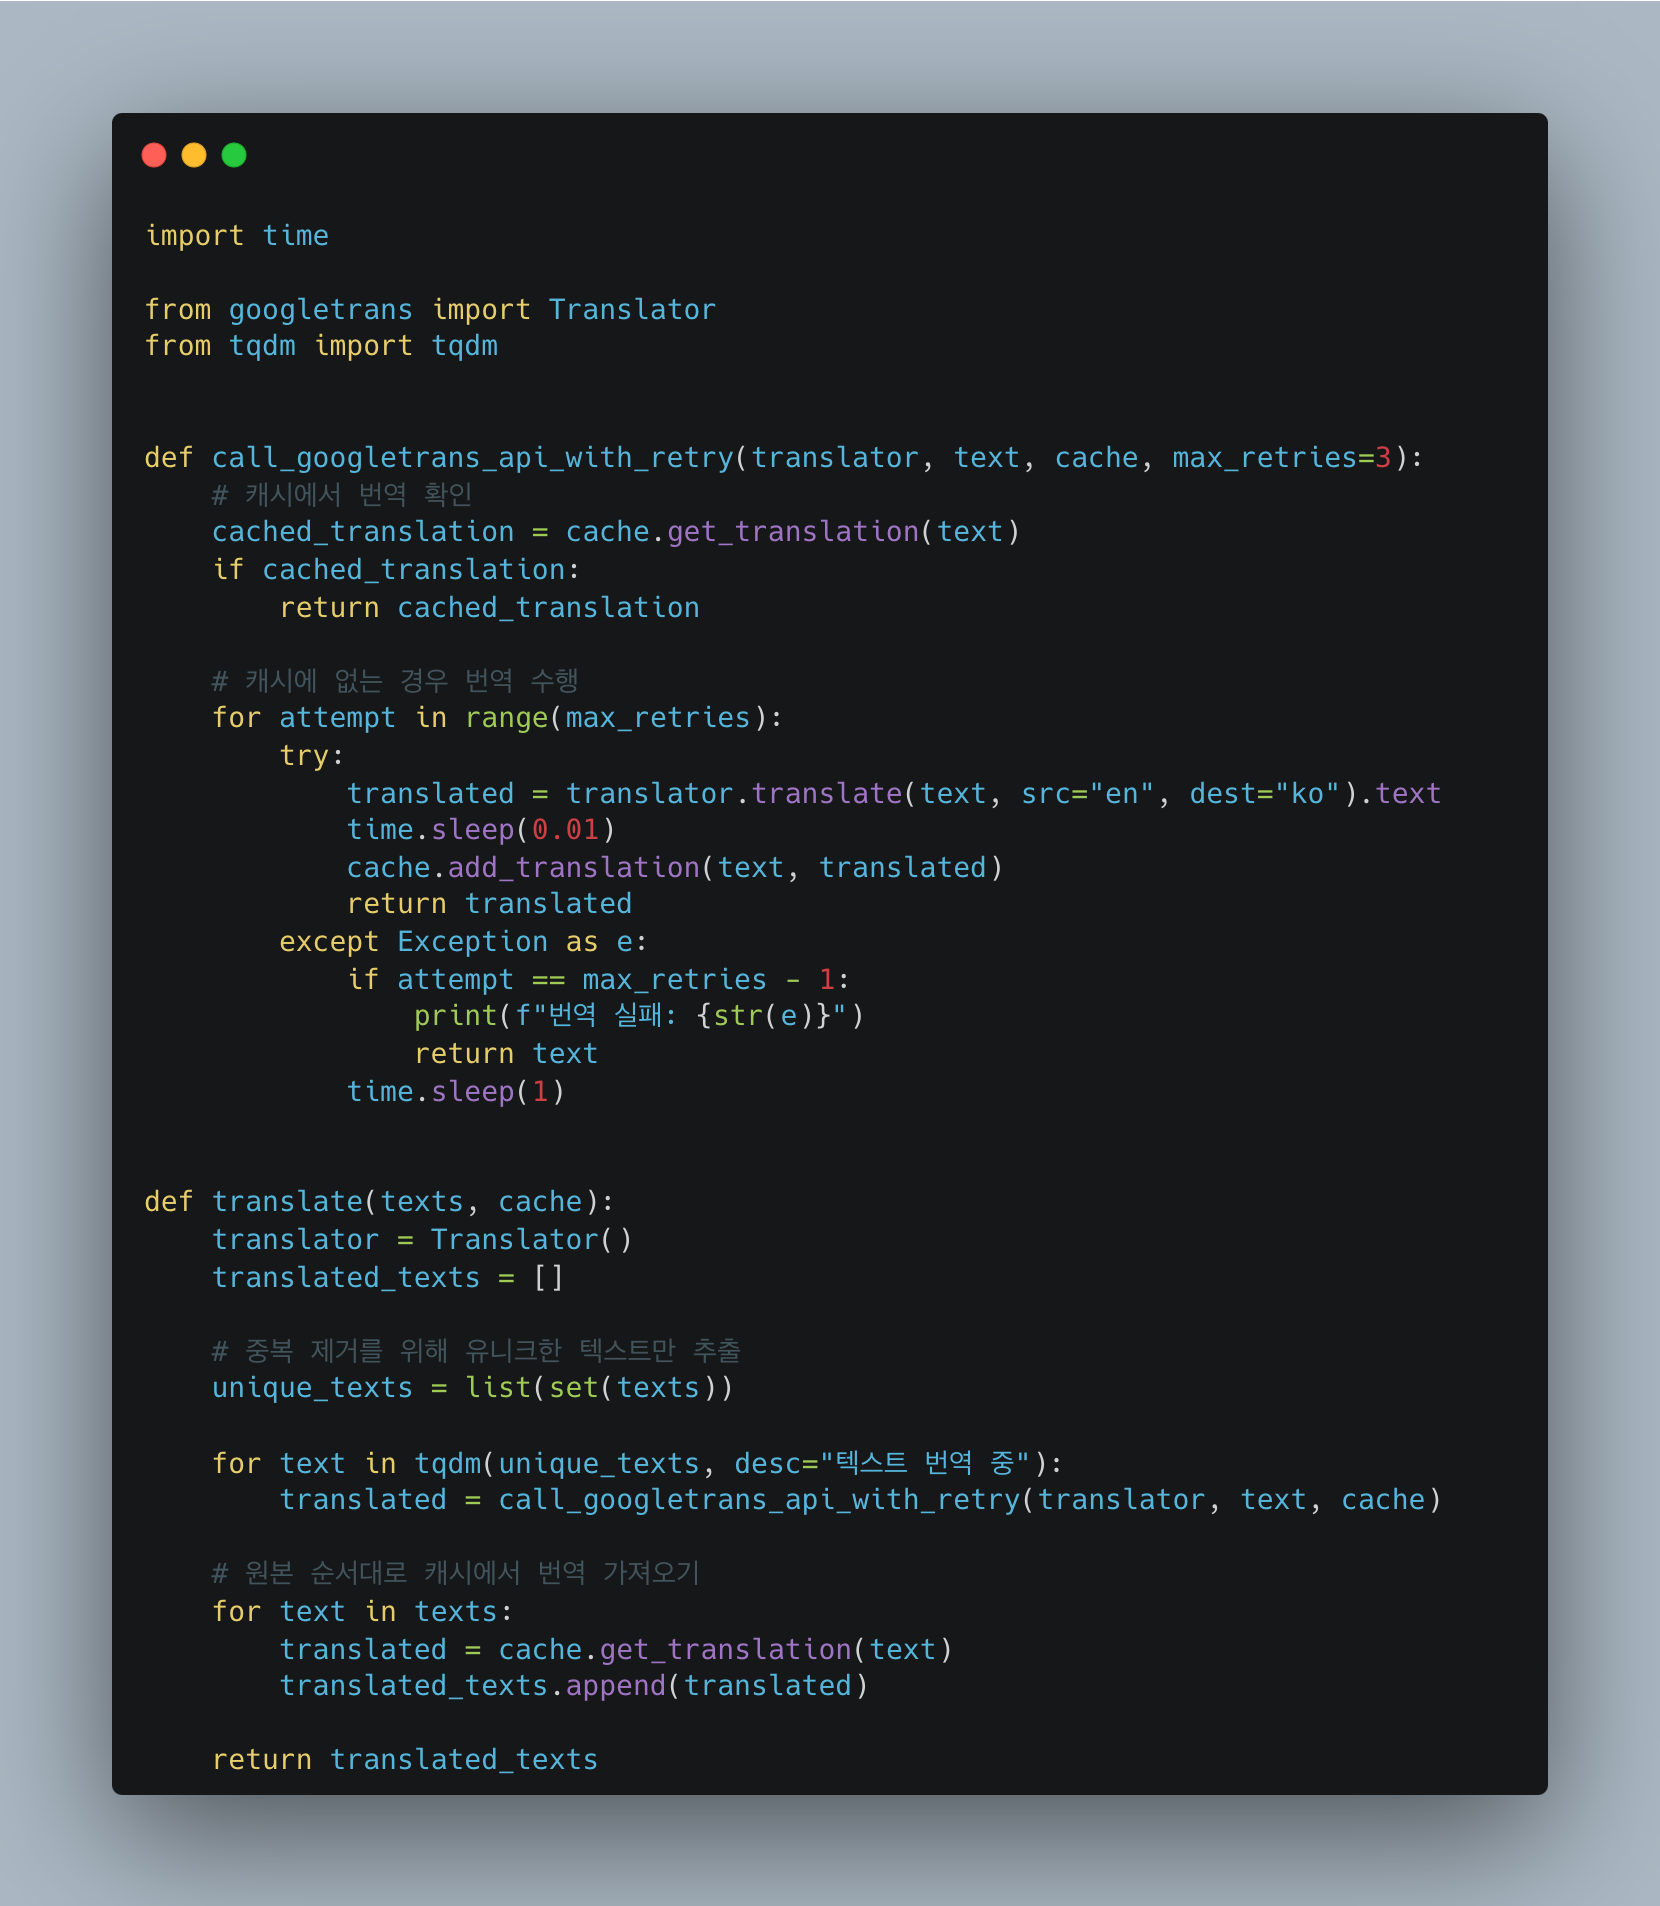 import time
from googletrans import Translator
from tqdm import tqdm
def call_googletrans_api_with_retry(translator, text, cache, max_retries=3):
    # 캐시에서 번역 확인
    cached_translation = cache.get_translation(text)
    if cached_translation:
        return cached_translation
    # 캐시에 없는 경우 번역 수행
    for attempt in range(max_retries):
        try:
            translated = translator.translate(text, src="en", dest="ko").text
            time.sleep(0.01)
            cache.add_translation(text, translated)
            return translated
        except Exception as e:
            if attempt == max_retries - 1:
                print(f"번역 실패: {str(e)}")
                return text
            time.sleep(1)
def translate(texts, cache):
    translator = Translator()
    translated_texts = []
    # 중복 제거를 위해 유니크한 텍스트만 추출
    unique_texts = list(set(texts))
    for text in tqdm(unique_texts, desc="텍스트 번역 중"):
        translated = call_googletrans_api_with_retry(translator, text, cache)
    # 원본 순서대로 캐시에서 번역 가져오기
    for text in texts:
        translated = cache.get_translation(text)
        translated_texts.append(translated)
    return translated_texts